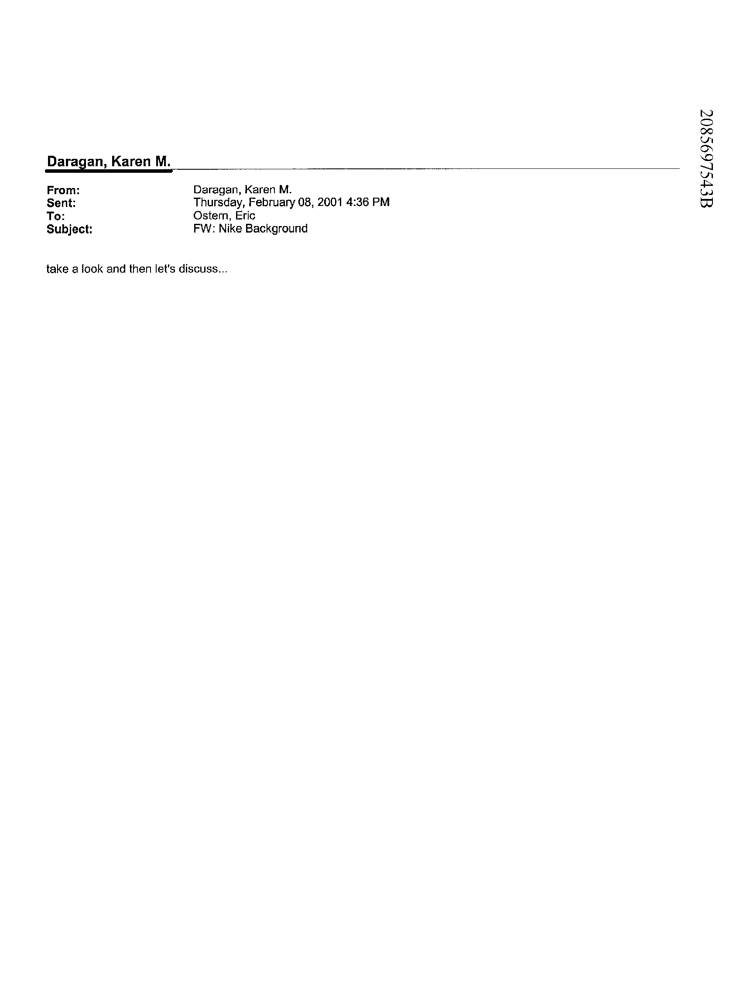 2085697543B
Daragan, Karen M.
From: Daragan, Karen M.
Sent: Thursday, February 08, 2001 4:36 PM
To: Ostern, Eric
Subject: FW: Nike Background
take a look and then let's discuss...